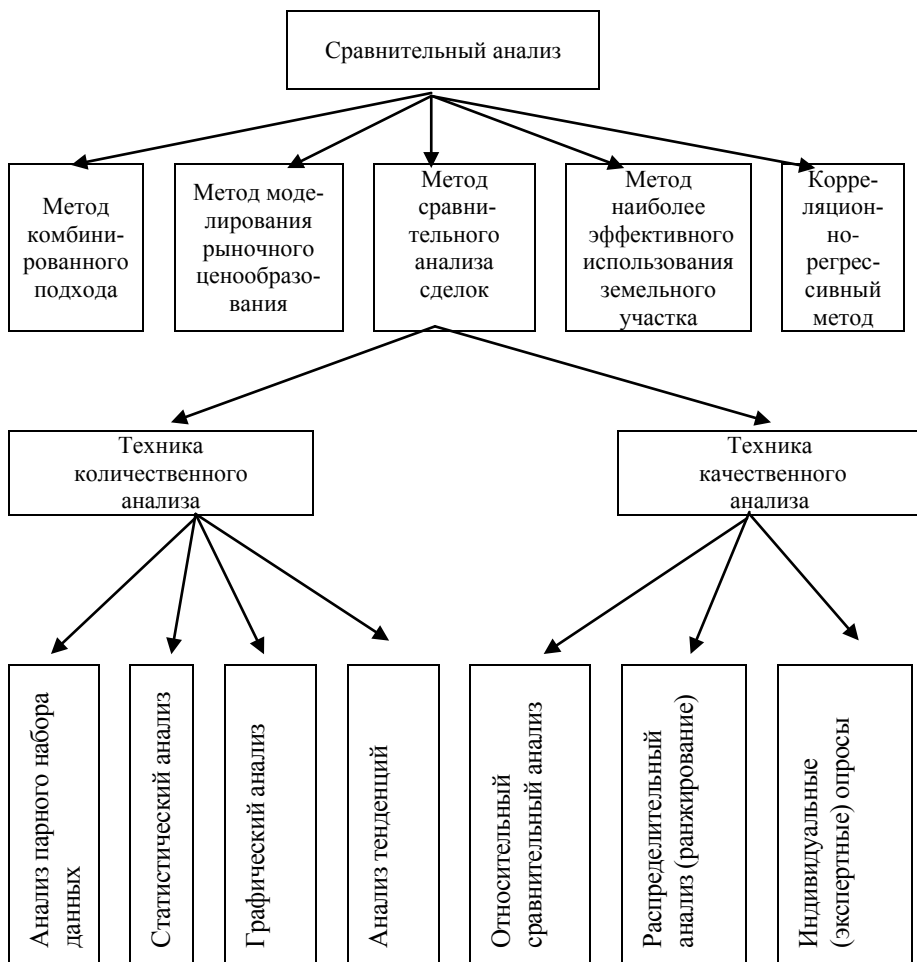 Сравнительный анализ
Метод
комбини-
рованного
подхода
Метод моде-
лирования
рыночного
ценообразо-
вания
Метод
сравни-
тельного
анализа
сделок
Метод
наиболее
эффективного
использования
земельного
участка
Корре-
ляцион-
но-
регрес-
сивный
метод
Техника
количественного
анализа
Техника
качественного
анализа
Анализ парного набора
данных
Статистический анализ
Графический анализ
Анализ тенденций
Относительный
сравнительный анализ
Распределительный
анализ (ранжирование)
Индивидуальные
(экспертные) опросы